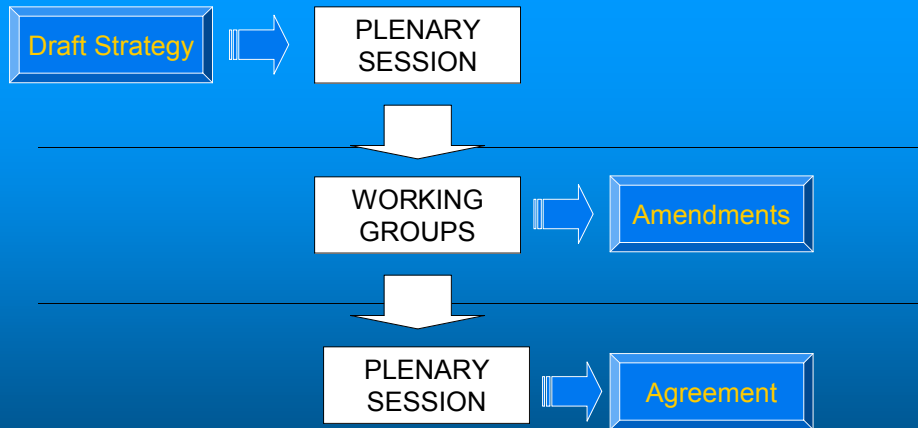 Draft Strategy
PLENARY
SESSION
WORKING
GROUPS
Amendments
PLENARY
SESSION
Agreement